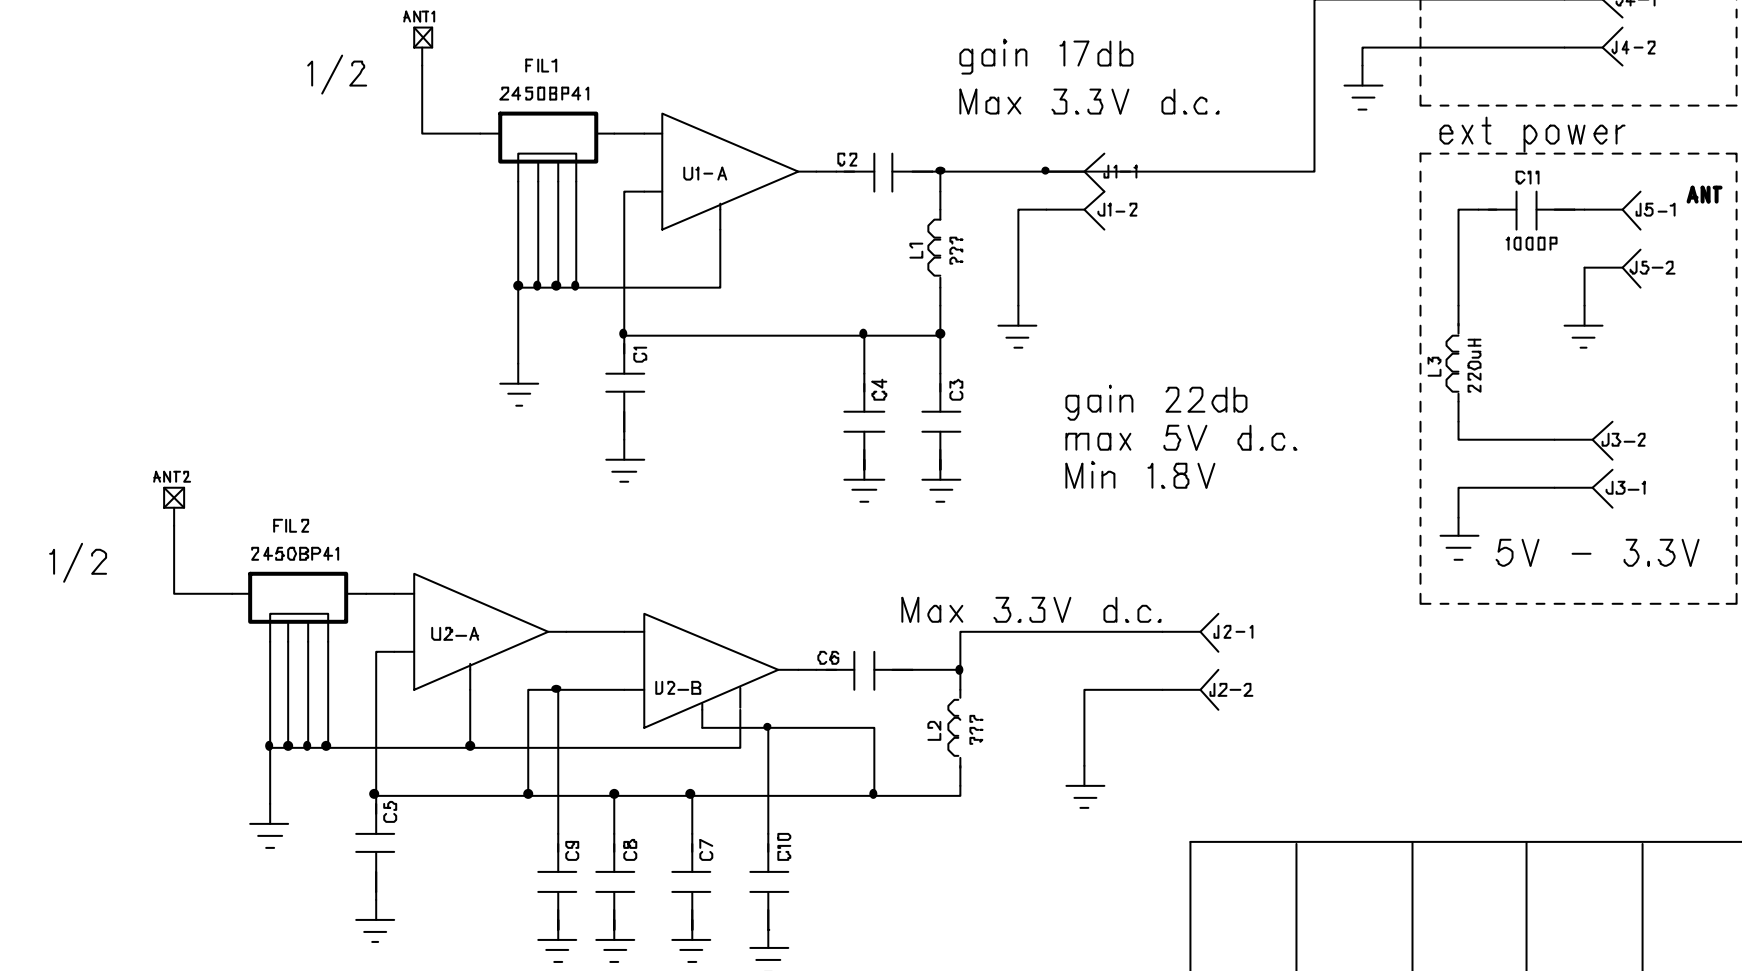 ANT1
J4-1
gain 17db
J4-2
1/2
FIL1
2450BP41
Max 3.3V d.c.
ext power
C2
U1-A
J1-1
C11
ANT
J1-2
J5-1
1000P
L1
???
J5-2
C1
L3
220uH
C4
C3
gain 22db
max 5V d.c.
J3-2
Min 1.8V
ANT2
J3-1
FIL2
1/2
2450BP41
5V - 3.3V
Max 3.3V d.c.
U2-A
J2-1
C6
U2-B
J2-2
L2
???
C5
C9
C8
C7
C10